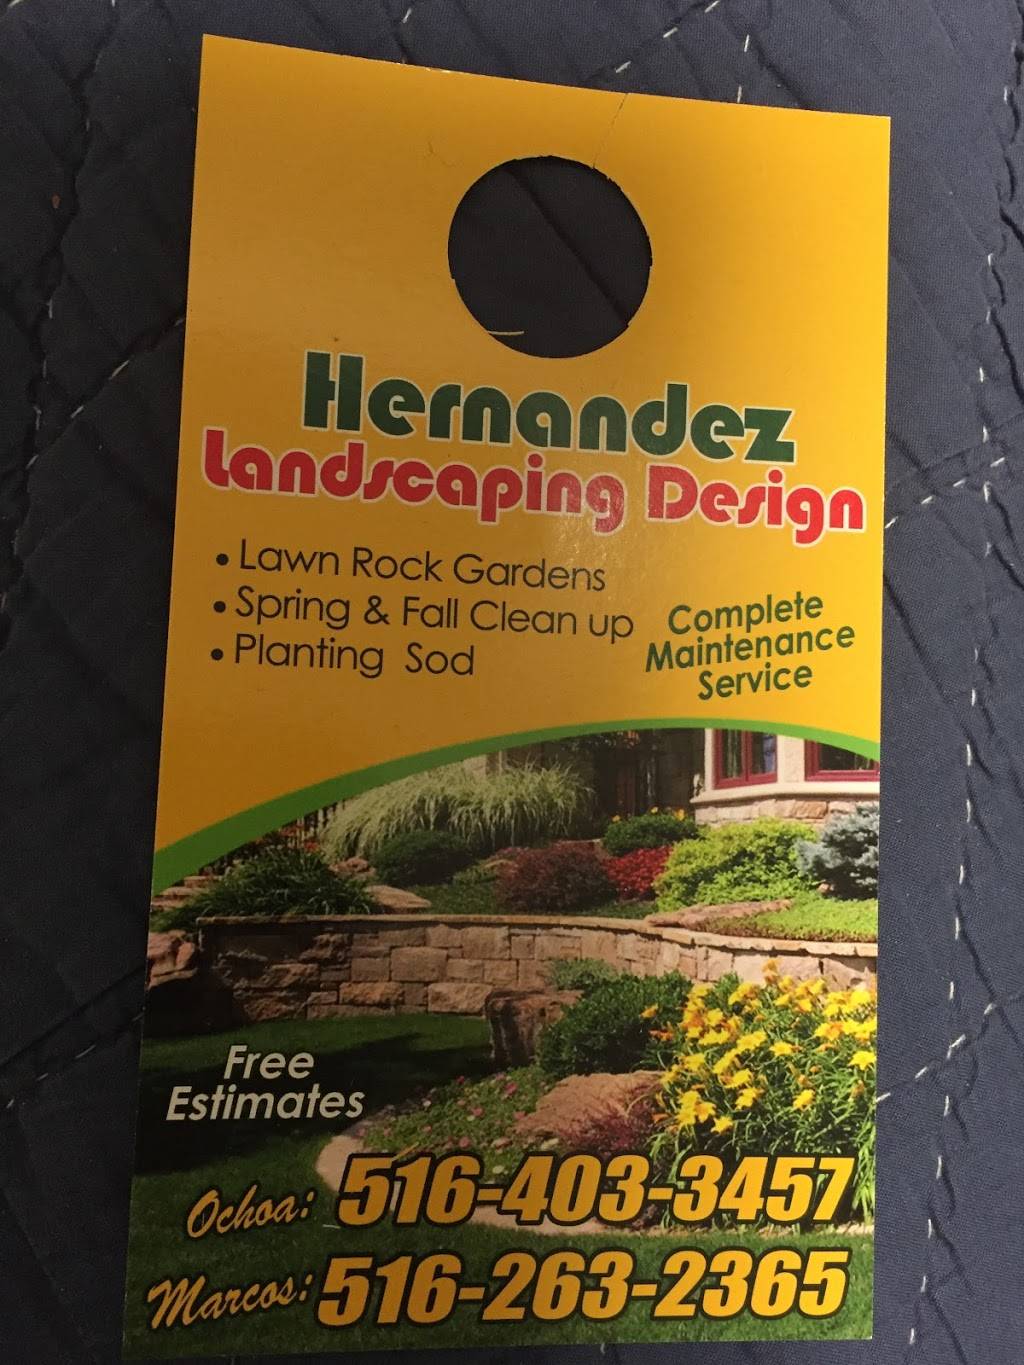 Hernandez
Landscaping Design
• Lawn Rock Gardens
• Spring & Fall Clean up
• Planting Sod
Complete
Maintenance
Service
Free
Estimates
Ochoa: 516-403-3457
Marcos: 516-263-2365